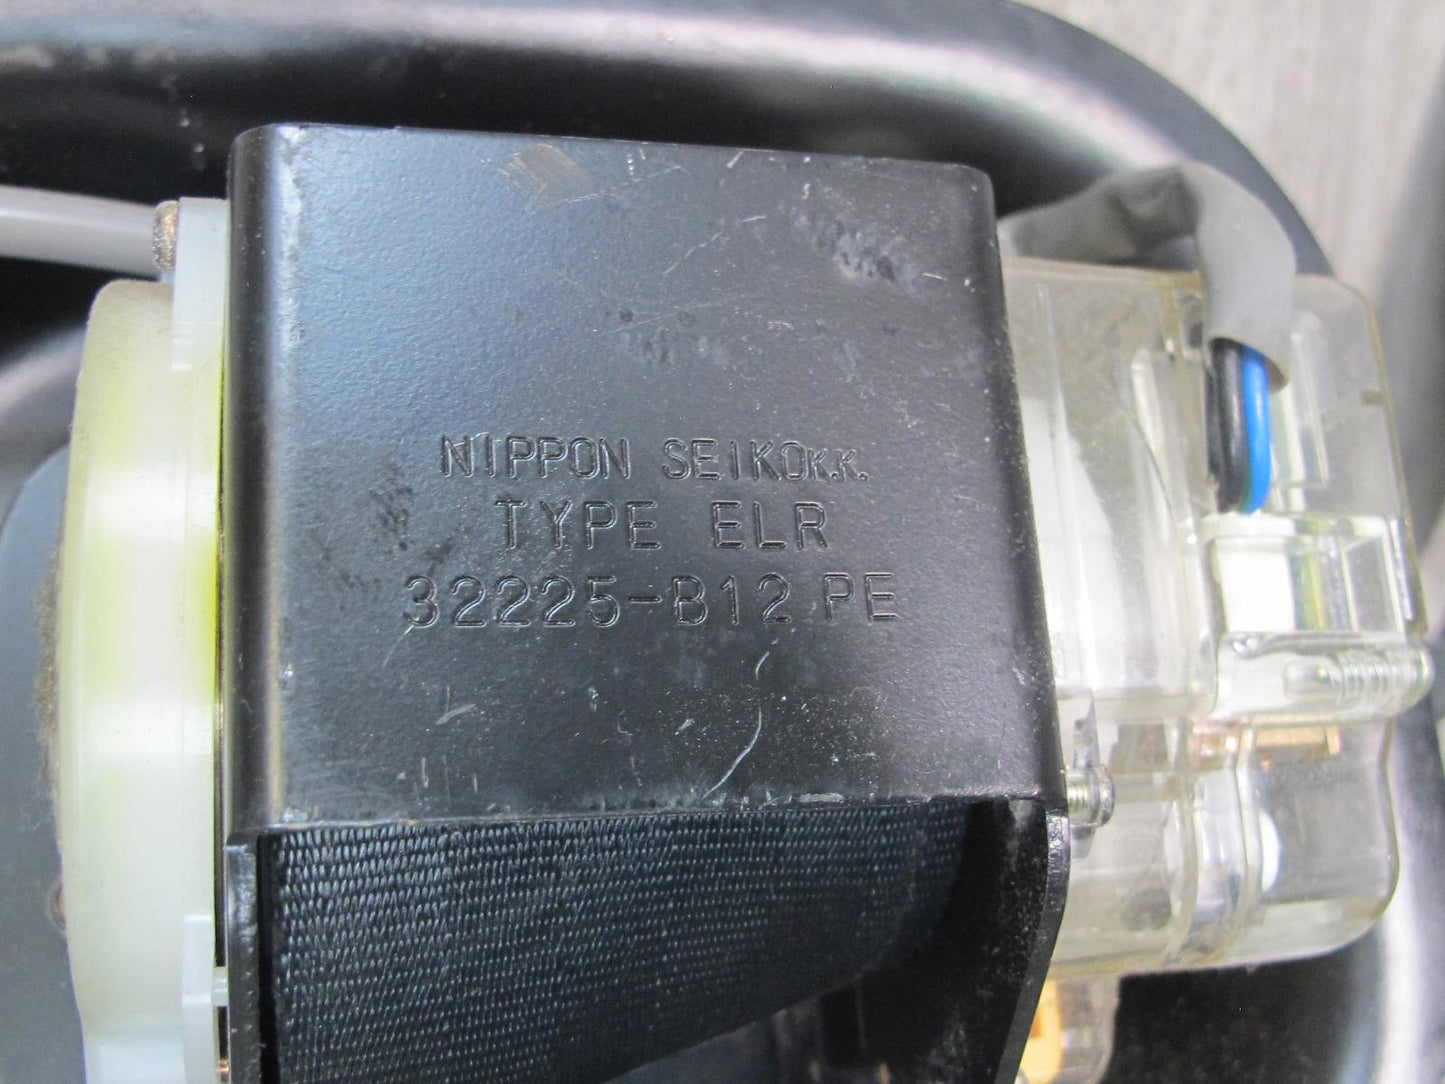 NIPPON SEIKO K.K.
TYPE ELR
32225-B12 PE